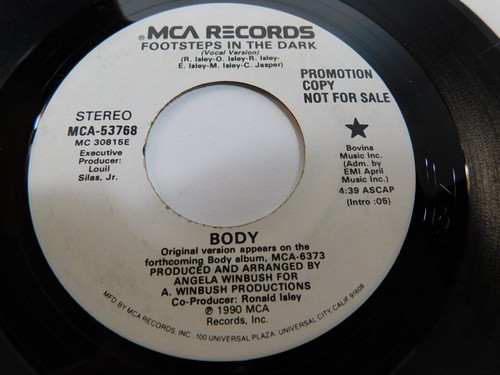 MCA RECORDS
FOOTSTEPS IN THE DARK
(Vocal Version)
(R. Isley-O. Isley-R. Isley-
E. Isley-M. Isley-C. Jasper)
PROMOTION
COPY
NOT FOR SALE
STEREO
MCA-53768
MC 30815E
Executive
Producer:
Louil
Silas, Jr.
Bovina
Music Inc.
(Adm. by
EMI April
Music Inc.)
4:39 ASCAP
(Intro :05)
BODY
Original version appears on the
forthcoming Body album, MCA-6373
PRODUCED AND ARRANGED BY
ANGELA WINBUSH FOR
A. WINBUSH PRODUCTIONS
Co-Producer: Ronald Isley
℗ 1990 MCA
Records, Inc.
MFD. BY MCA RECORDS, INC. 100 UNIVERSAL PLAZA, UNIVERSAL CITY, CALIF. 91608